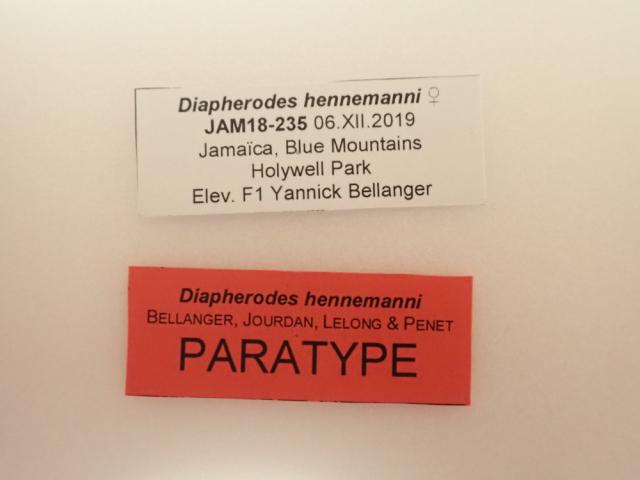 Diapherodes hennemanni ♀
JAM18-235 06.XII.2019
Jamaïca, Blue Mountains
Holywell Park
Elev. F1 Yannick Bellanger
Diapherodes hennemanni
BELLANGER, JOURDAN, LELONG & PENET
PARATYPE